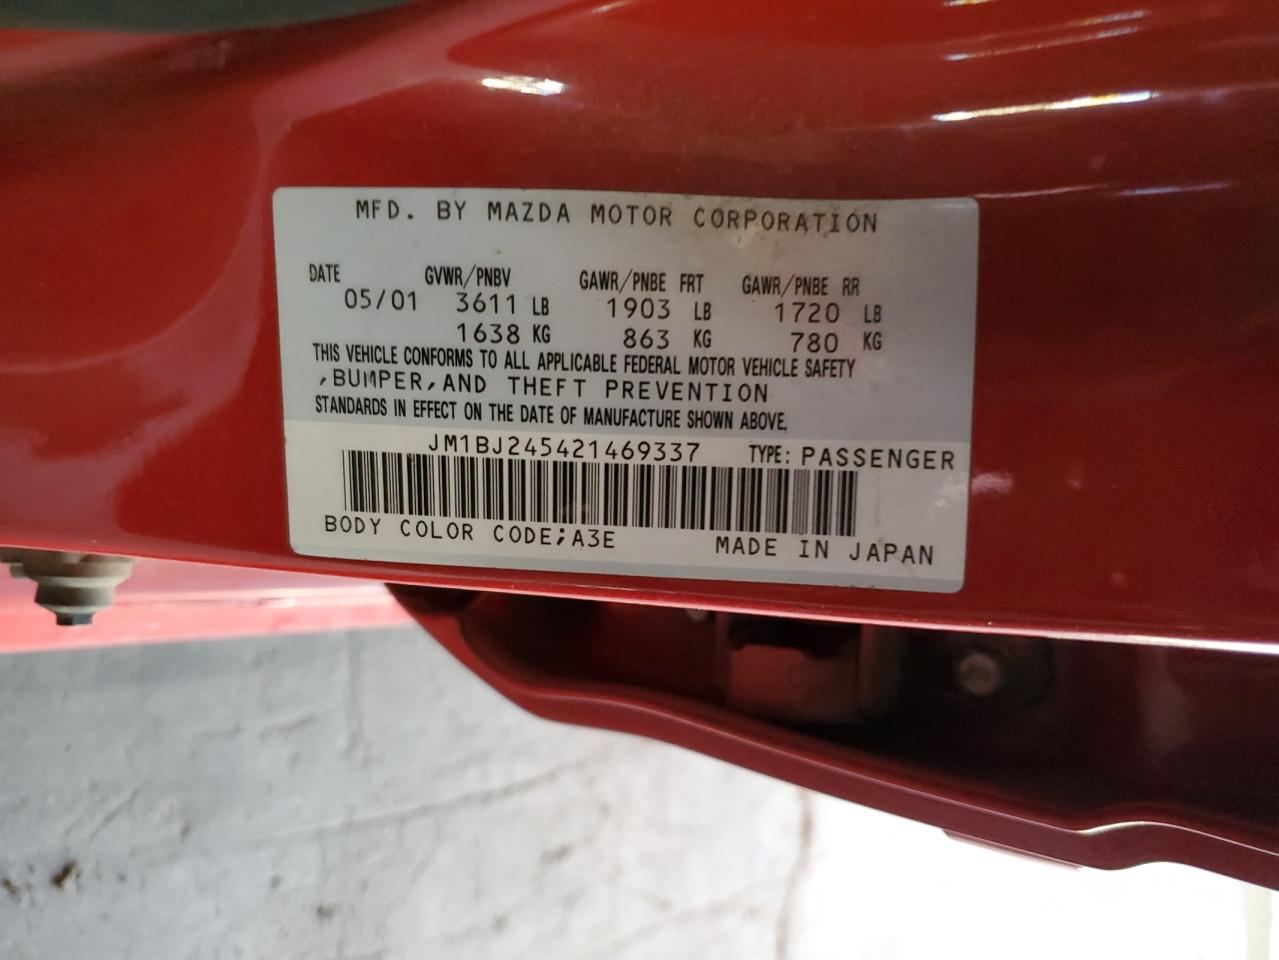 MFD. BY MAZDA MOTOR CORPORATION
DATE GVWR/PNBV GAWR/PNBE FRT GAWR/PNBE RR
05/01 3611 LB 1903 LB 1720 LB
1638 KG 863 KG 780 KG
THIS VEHICLE CONFORMS TO ALL APPLICABLE FEDERAL MOTOR VEHICLE SAFETY
,BUMPER,AND THEFT PREVENTION
STANDARDS IN EFFECT ON THE DATE OF MANUFACTURE SHOWN ABOVE.
JM1BJ245421469337 TYPE: PASSENGER
BODY COLOR CODE;A3E MADE IN JAPAN